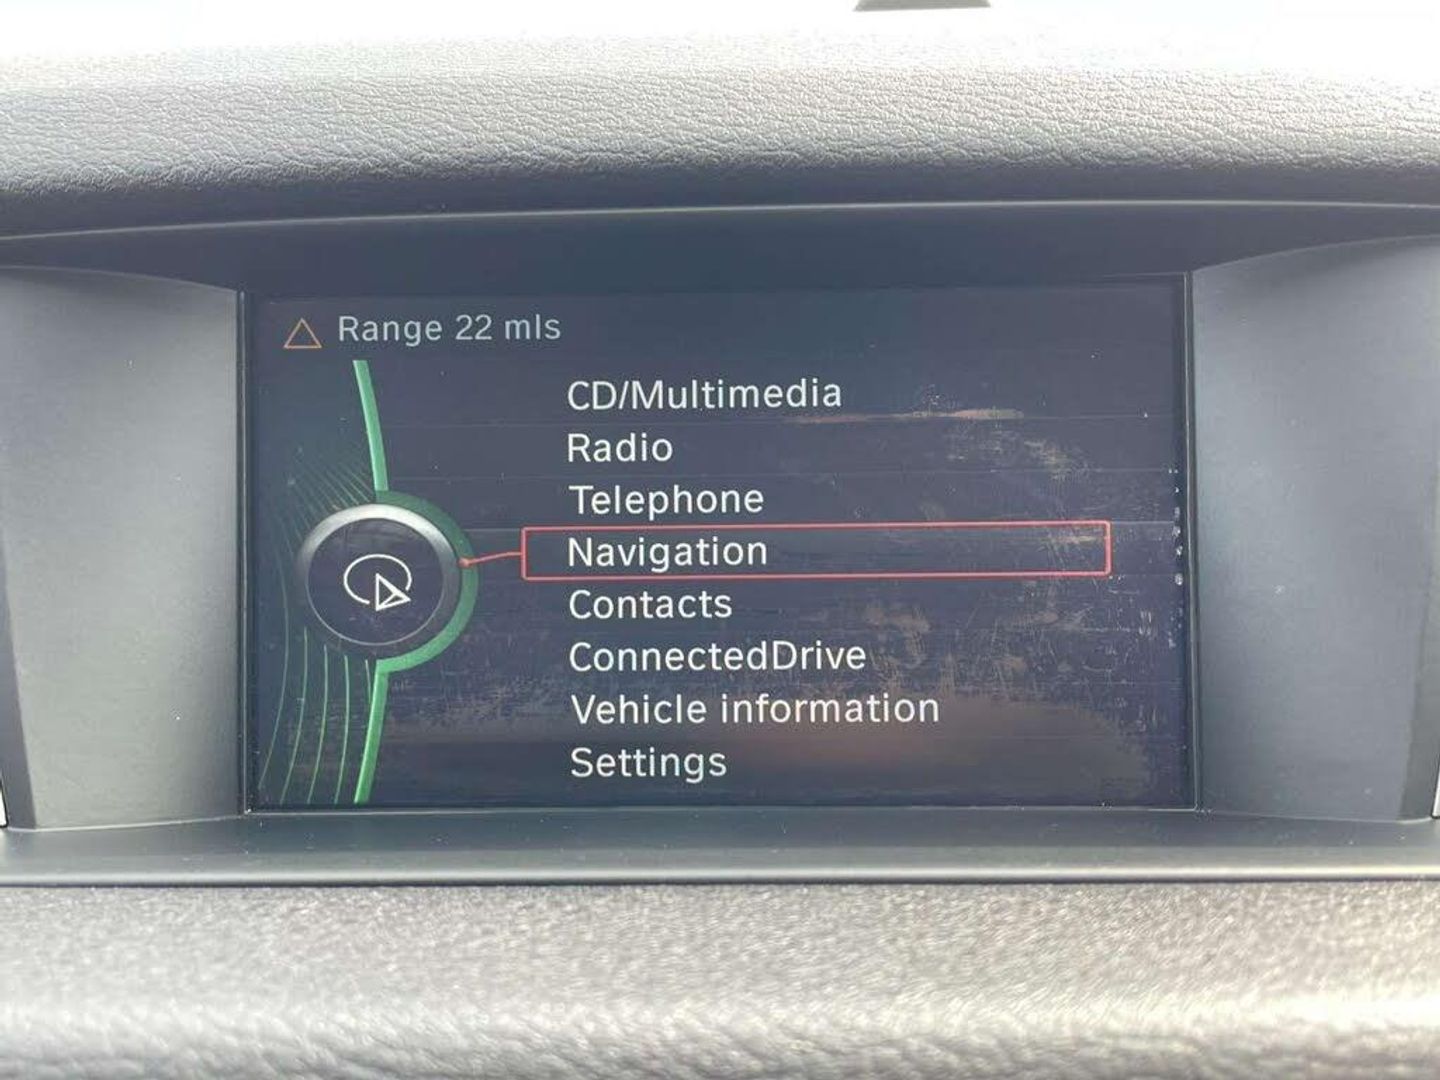 Range 22 mls
CD/Multimedia
Radio
Telephone
Navigation
Contacts
ConnectedDrive
Vehicle information
Settings